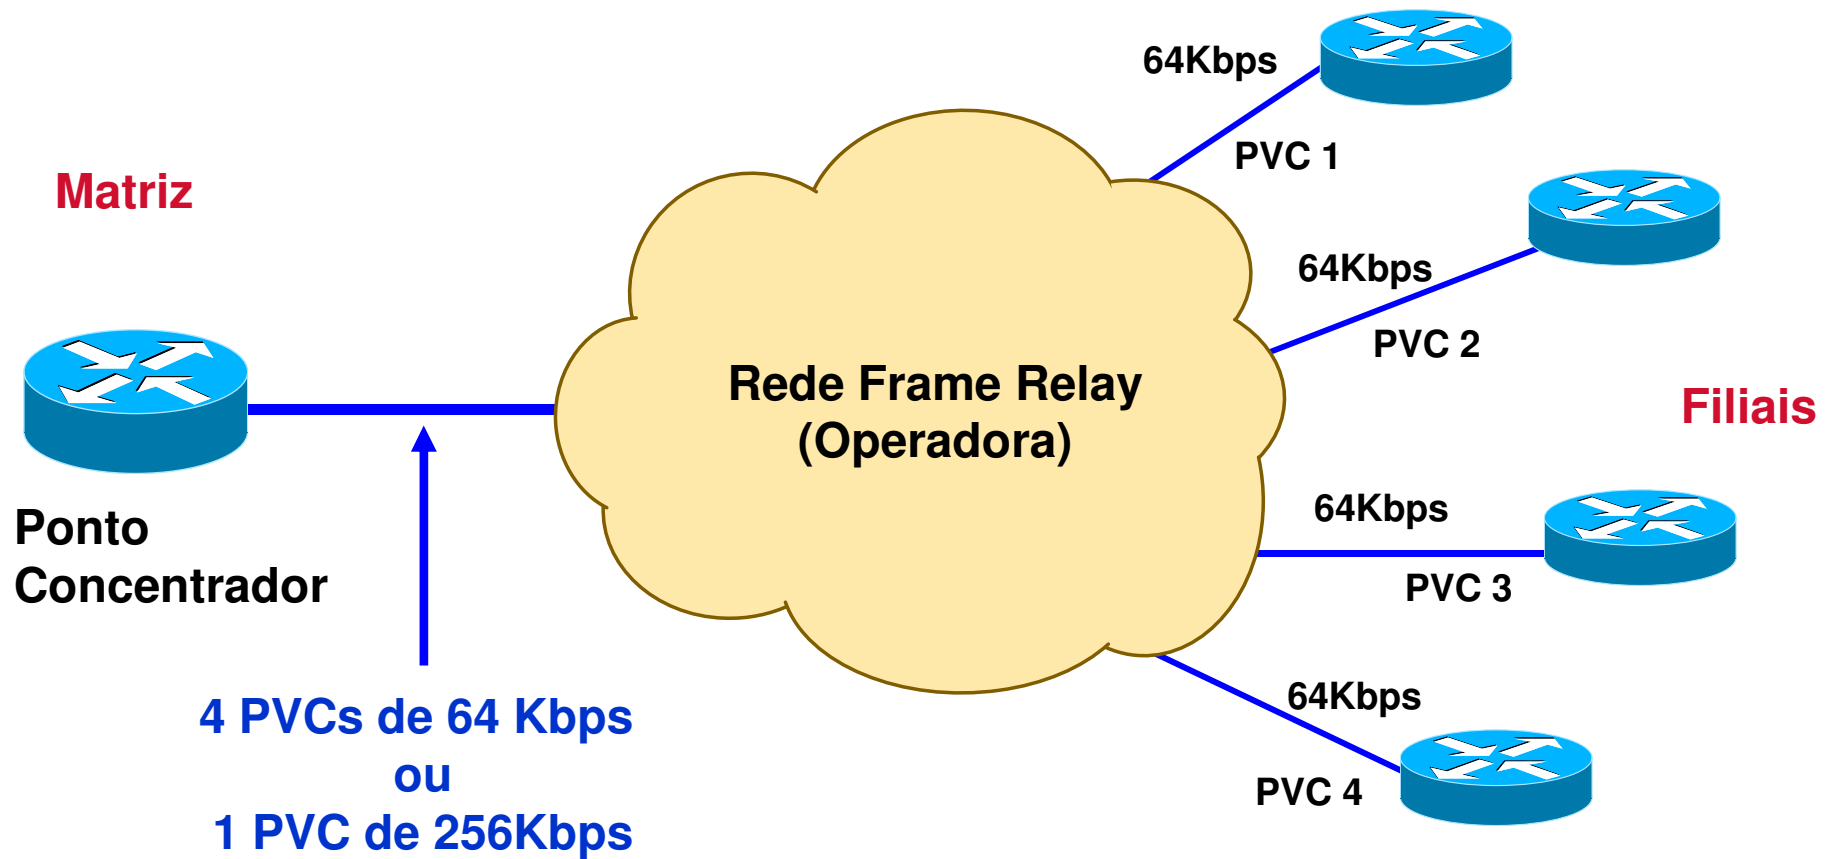 64Kbps
PVC 1
Matriz
64Kbps
PVC 2
Rede Frame Relay
(Operadora)
Filiais
64Kbps
PVC 3
Ponto
Concentrador
64Kbps
PVC 4
4 PVCs de 64 Kbps
ou
1 PVC de 256Kbps